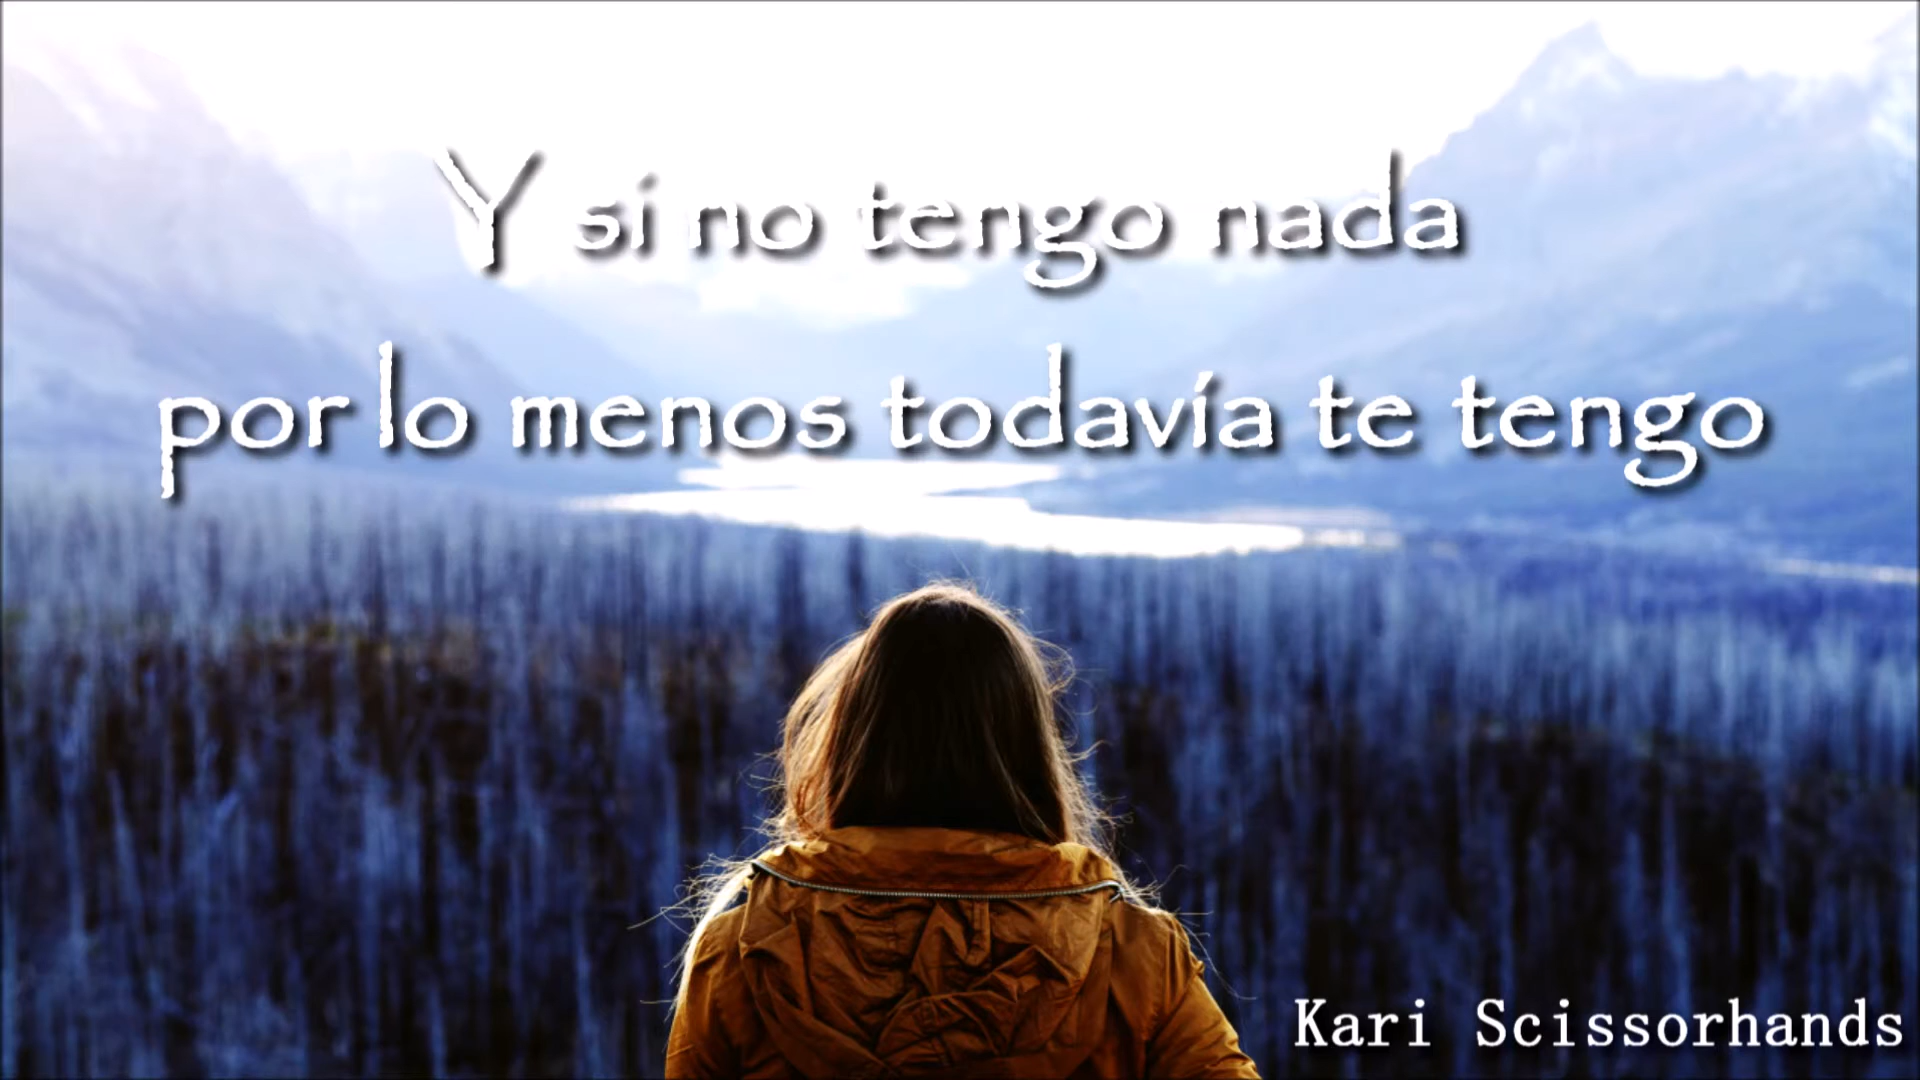 Y si no tengo nada
por lo menos todavía te tengo
Kari Scissorhands